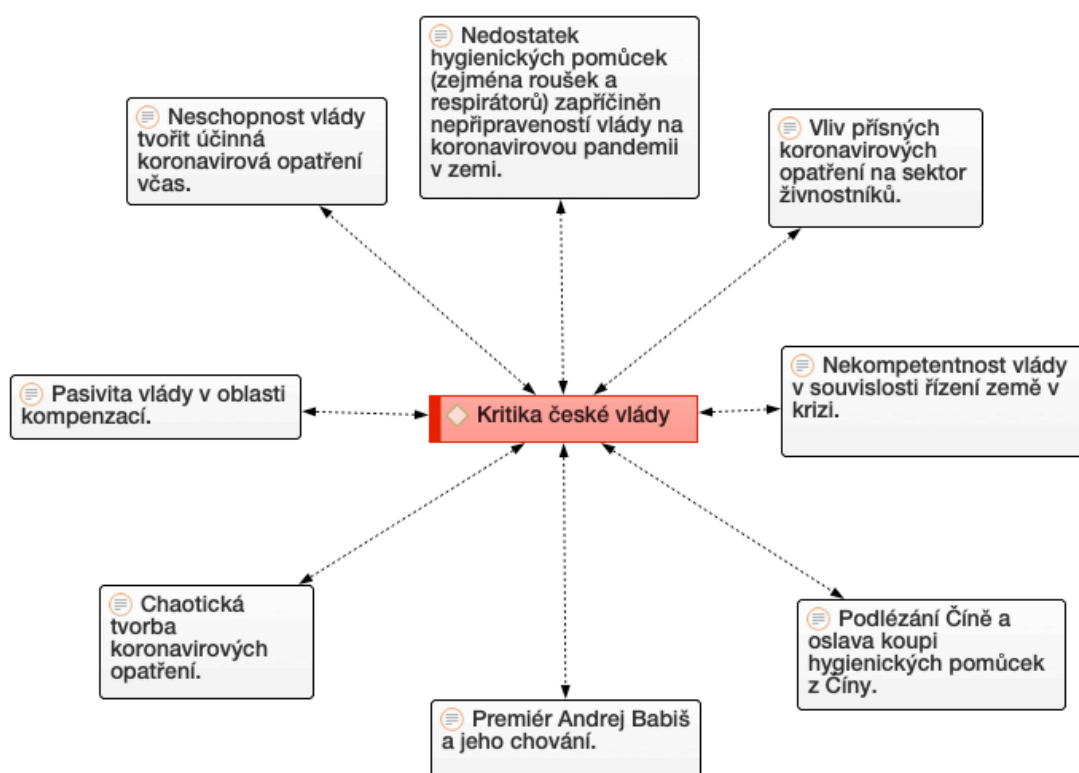 Nedostatek
hygienických pomůcek
(zejména roušek a
respirátorů) zapříčiněn
nepřipraveností vlády na
koronavirovou pandemii
v zemi.
Neschopnost vlády
tvořit účinná
koronavirová opatření
včas.
Vliv přísných
koronavirových
opatření na sektor
živnostníků.
Pasivita vlády v oblasti
kompenzací.
Kritika české vlády
Nekompetentnost vlády
v souvislosti řízení země v
krizi.
Chaotická
tvorba
koronavirových
opatření.
Podlézání Číně a
oslava koupi
hygienických pomůcek
z Číny.
Premiér Andrej Babiš
a jeho chování.